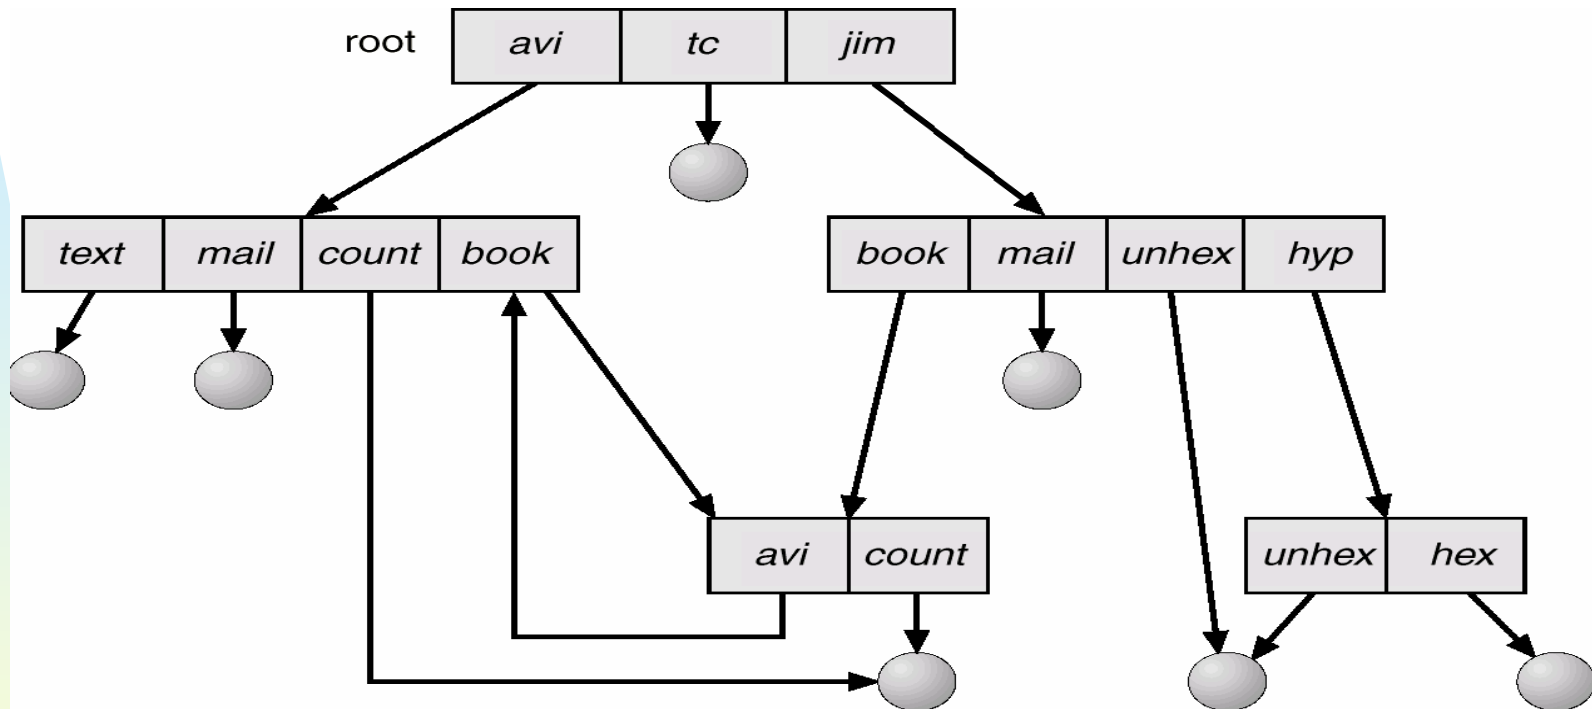 root avi tc jim
text mail count book
book mail unhex hyp
avi count
unhex hex